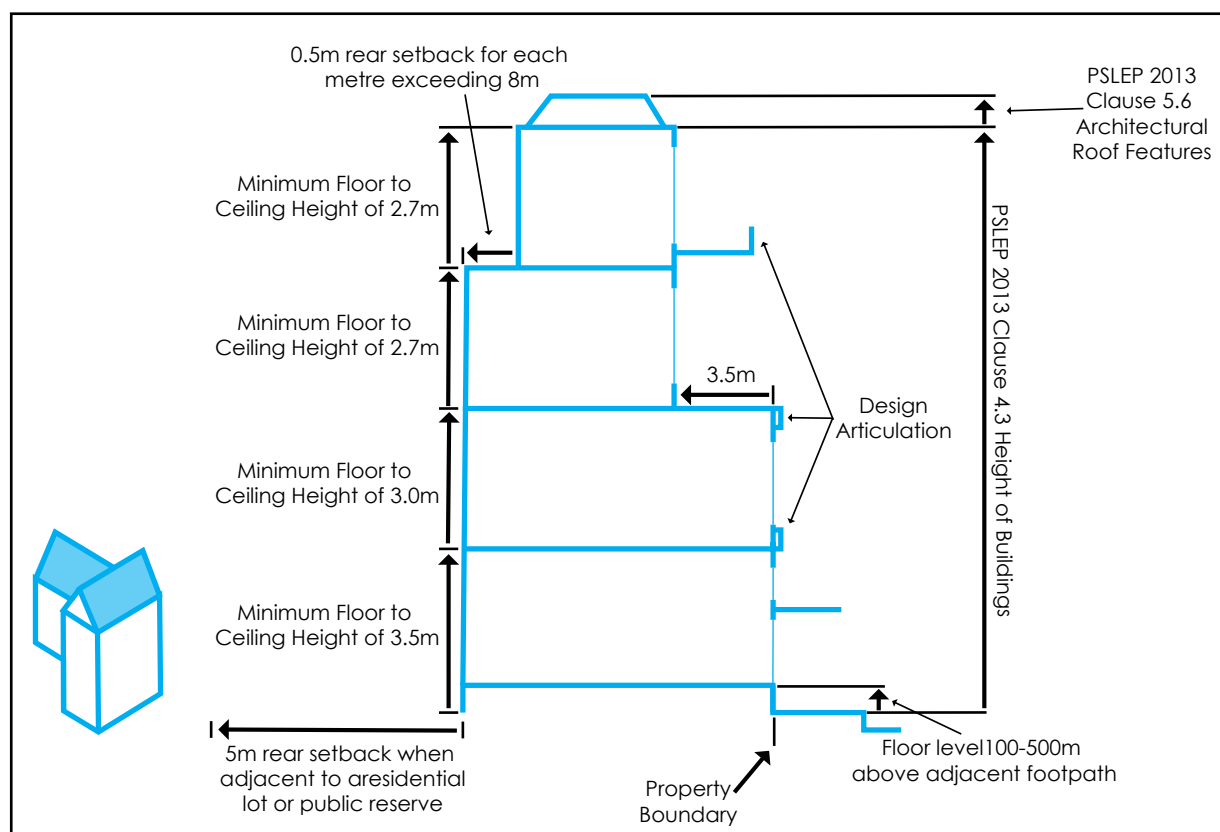 0.5m rear setback for each
metre exceeding 8m
PSLEP 2013
Clause 5.6
Architectural
Roof Features
Minimum Floor to
Ceiling Height of 2.7m
Minimum Floor to
Ceiling Height of 2.7m
3.5m
Design
Articulation
PSLEP 2013 Clause 4.3 Height of Buildings
Minimum Floor to
Ceiling Height of 3.0m
Minimum Floor to
Ceiling Height of 3.5m
5m rear setback when
adjacent to aresidential
lot or public reserve
Property
Boundary
Floor level100-500m
above adjacent footpath